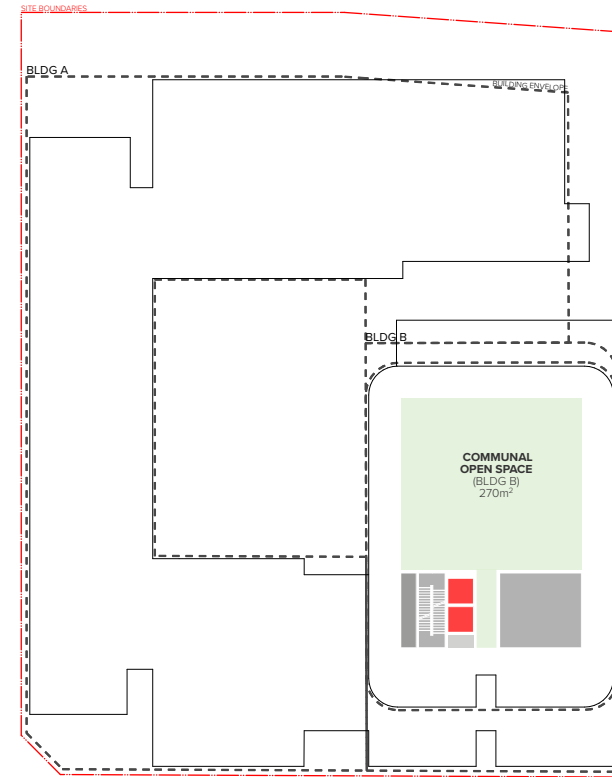 SITE BOUNDARIES
BLDG A
BUILDING ENVELOPE
BLDG B
COMMUNAL
OPEN SPACE
(BLDG B)
270m²